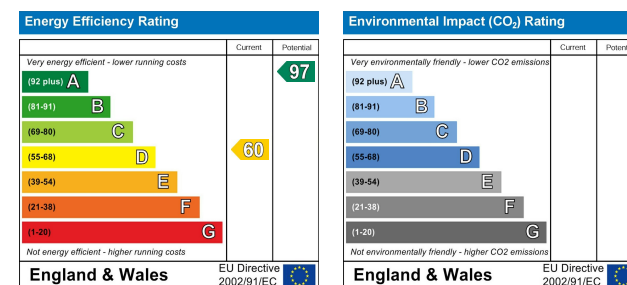 Energy Efficiency Rating
Current Potential
Very energy efficient - lower running costs
(92 plus) A
97
(81-91) B
(69-80) C
(55-68) D
60
(39-54) E
(21-38) F
(1-20) G
Not energy efficient - higher running costs
England & Wales
EU Directive
2002/91/EC
Environmental Impact (CO₂) Rating
Current Poten
Very environmentally friendly - lower CO2 emissions
(92 plus) A
(81-91) B
(69-80) C
(55-68) D
(39-54) E
(21-38) F
(1-20) G
Not environmentally friendly - higher CO2 emissions
England & Wales
EU Directive
2002/91/EC